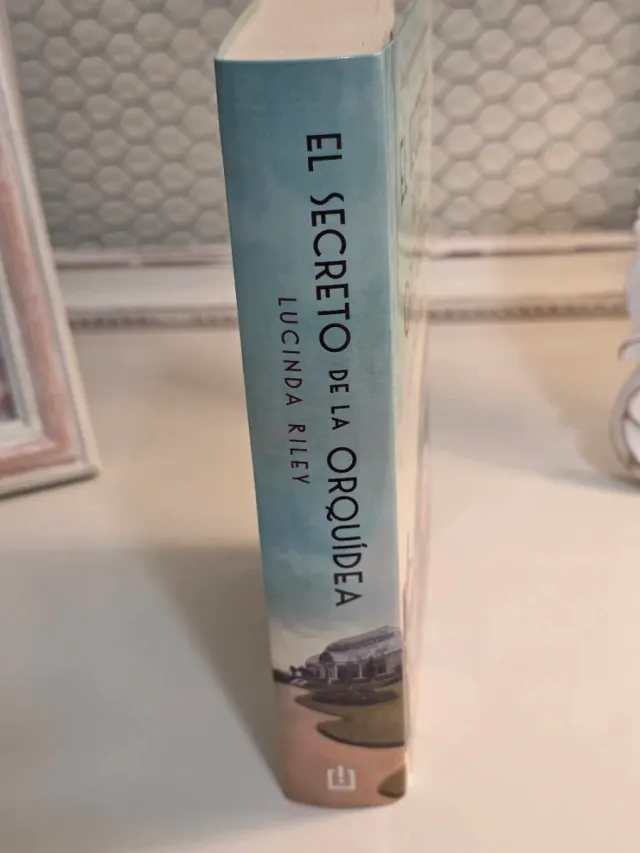 EL SECRETO DE LA ORQUÍDEA
LUCINDA RILEY